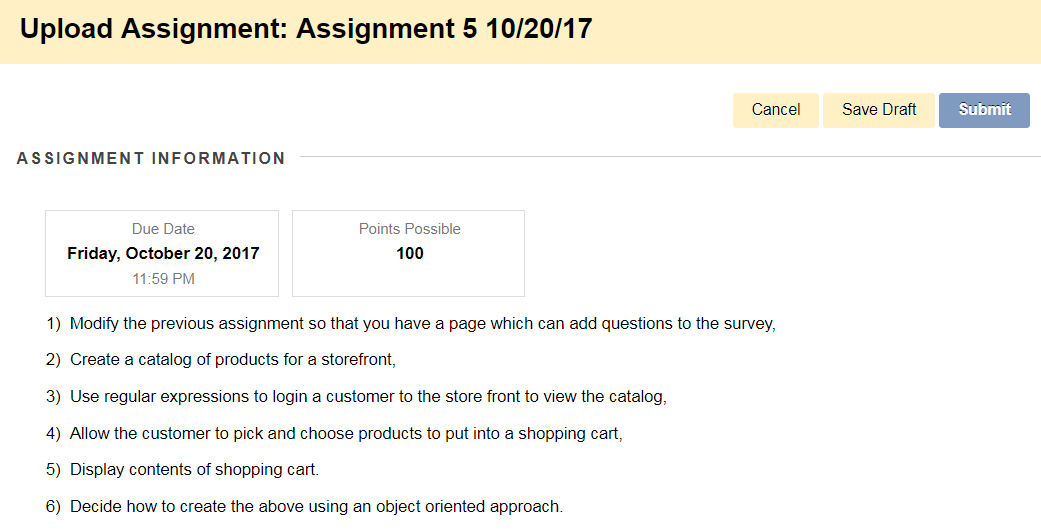 Upload Assignment: Assignment 5 10/20/17
Cancel
Save Draft
Submit
ASSIGNMENT INFORMATION
Due Date
Friday, October 20, 2017
11:59 PM
Points Possible
100
1) Modify the previous assignment so that you have a page which can add questions to the survey,
2) Create a catalog of products for a storefront,
3) Use regular expressions to login a customer to the store front to view the catalog,
4) Allow the customer to pick and choose products to put into a shopping cart,
5) Display contents of shopping cart.
6) Decide how to create the above using an object oriented approach.